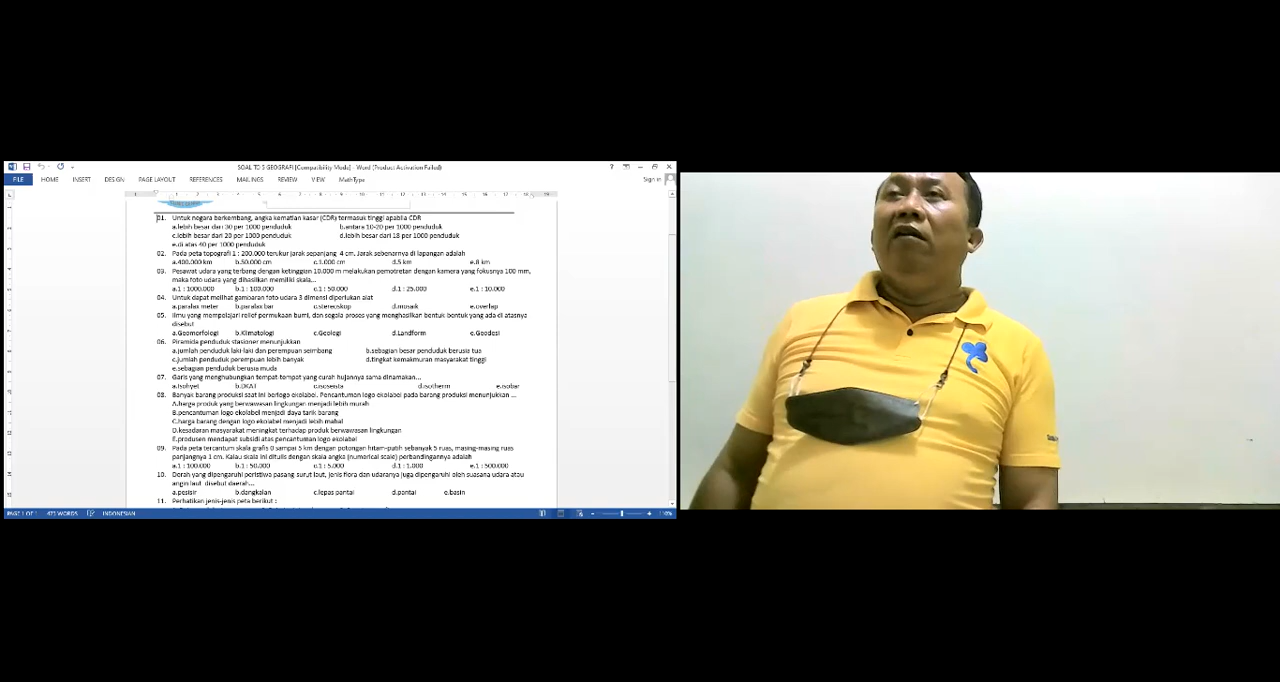 SOAL TO 5 GEOGRAFI [Compatibility Mode] - Word (Product Activation Failed)
FILE HOME INSERT DESIGN PAGE LAYOUT REFERENCES MAILINGS REVIEW VIEW MathType Sign in
01. Untuk negara berkembang, angka kematian kasar (CDR) termasuk tinggi apabila CDR
a.lebih besar dari 30 per 1000 penduduk b.antara 10-20 per 1000 penduduk
c.lebih besar dari 20 per 1000 penduduk d.lebih besar dari 18 per 1000 penduduk
e.di atas 40 per 1000 penduduk
02. Pada peta topografi 1 : 200.000 terukur jarak sepanjang 4 cm. Jarak sebenarnya di lapangan adalah
a.400.000 km b.50.000 cm c.1.000 cm d.5 km e.8 km
03. Pesawat udara yang terbang dengan ketinggian 10.000 m melakukan pemotretan dengan kamera yang fokusnya 100 mm,
maka foto udara yang dihasilkan memiliki skala...
a.1 : 1000.000 b.1 : 100.000 c.1 : 50.000 d.1 : 25.000 e.1 : 10.000
04. Untuk dapat melihat gambaran foto udara 3 dimensi diperlukan alat
a.paralax meter b.paralax bar c.stereoskop d.mosaik e.overlap
05. Ilmu yang mempelajari relief permukaan bumi, dan segala proses yang menghasilkan bentuk-bentuk yang ada di atasnya
disebut
a.Geomorfologi b.Klimatologi c.Geologi d.Landform e.Geodesi
06. Piramida penduduk stasioner menunjukkan
a.jumlah penduduk laki-laki dan perempuan seimbang b.sebagian besar penduduk berusia tua
c.jumlah penduduk perempuan lebih banyak d.tingkat kemakmuran masyarakat tinggi
e.sebagian penduduk berusia muda
07. Garis yang menghubungkan tempat-tempat yang curah hujannya sama dinamakan...
a.Isohyet b.DKAT c.isoseista d.isotherm e.isobar
08. Banyak barang produksi saat ini berlogo ekolabel. Pencantuman logo ekolabel pada barang produksi menunjukkan ...
A.harga produk yang berwawasan lingkungan menjadi lebih murah
B.pencantuman logo ekolabel menjadi daya tarik barang
C.harga barang dengan logo ekolabel menjadi lebih mahal
D.kesadaran masyarakat meningkat terhadap produk berwawasan lingkungan
E.produsen mendapat subsidi atas pencantuman logo ekolabel
09. Pada peta tercantum skala grafis 0 sampai 5 km dengan potongan hitam-putih sebanyak 5 ruas, masing-masing ruas
panjangnya 1 cm. Kalau skala ini ditulis dengan skala angka (numerical scale) perbandingannya adalah
a.1 : 100.000 b.1 : 50.000 c.1 : 5.000 d.1 : 1.000 e.1 : 500.000
10. Derah yang dipengaruhi peristiwa pasang surut laut, jenis flora dan udaranya juga dipengaruhi oleh suasana udara atau
angin laut disebut daerah...
a.pesisir b.dangkalan c.lepas pantai d.pantai e.basin
11. Perhatikan jenis-jenis peta berikut :
PAGE 1 OF 473 WORDS INDONESIAN